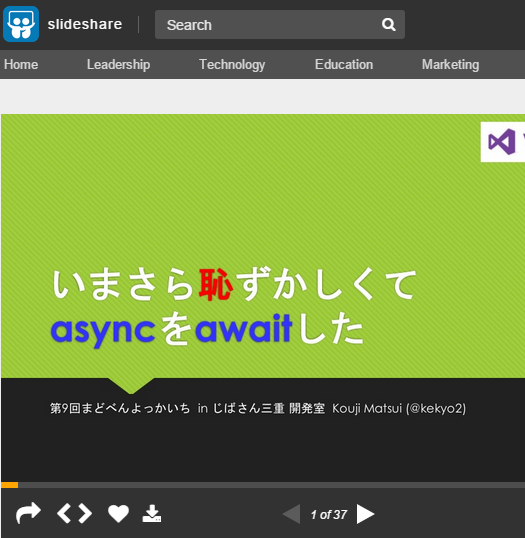 slideshare
Search
Home Leadership Technology Education Marketing
いまさら恥ずかしくて
asyncをawaitした
第9回まどべんよっかいち in じばさん三重 開発室 Kouji Matsui (@kekyo2)
1 of 37